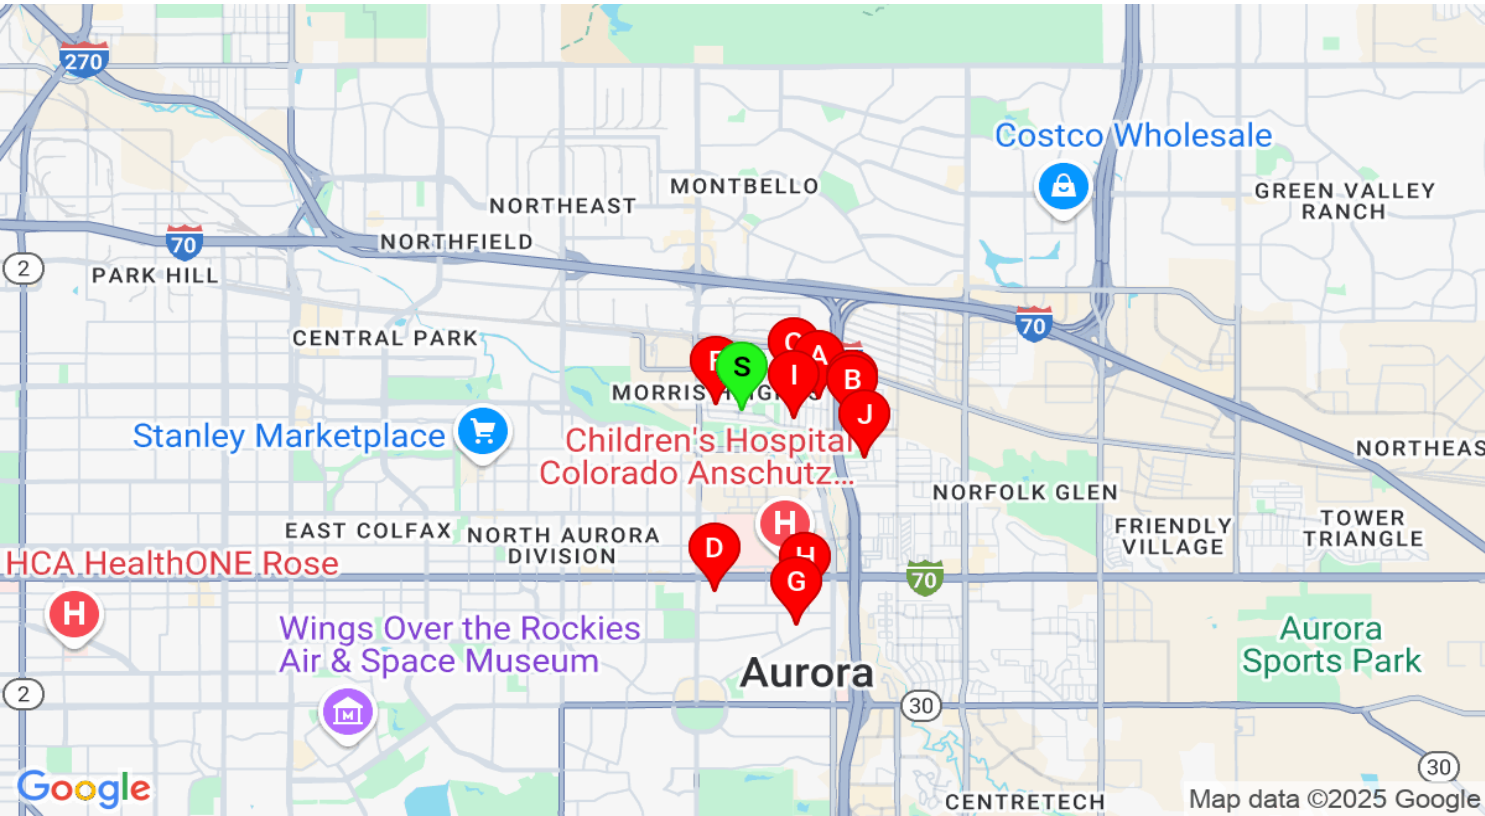 270
Costco Wholesale
MONTBELLO
GREEN VALLEY
RANCH
NORTHEAST
70
NORTHFIELD
2
PARK HILL
70
CENTRAL PARK
C
A
S
I
B
MORRIS HEIGHTS
J
Stanley Marketplace
Children's Hospital
Colorado Anschutz...
NORTHEAS
NORFOLK GLEN
EAST COLFAX
NORTH AURORA
DIVISION
H
FRIENDLY
VILLAGE
TOWER
TRIANGLE
D
H
G
HCA HealthONE Rose
70
H
Wings Over the Rockies
Air & Space Museum
Aurora
Sports Park
Aurora
2
30
M
30
Google
CENTRETECH
Map data ©2025 Google